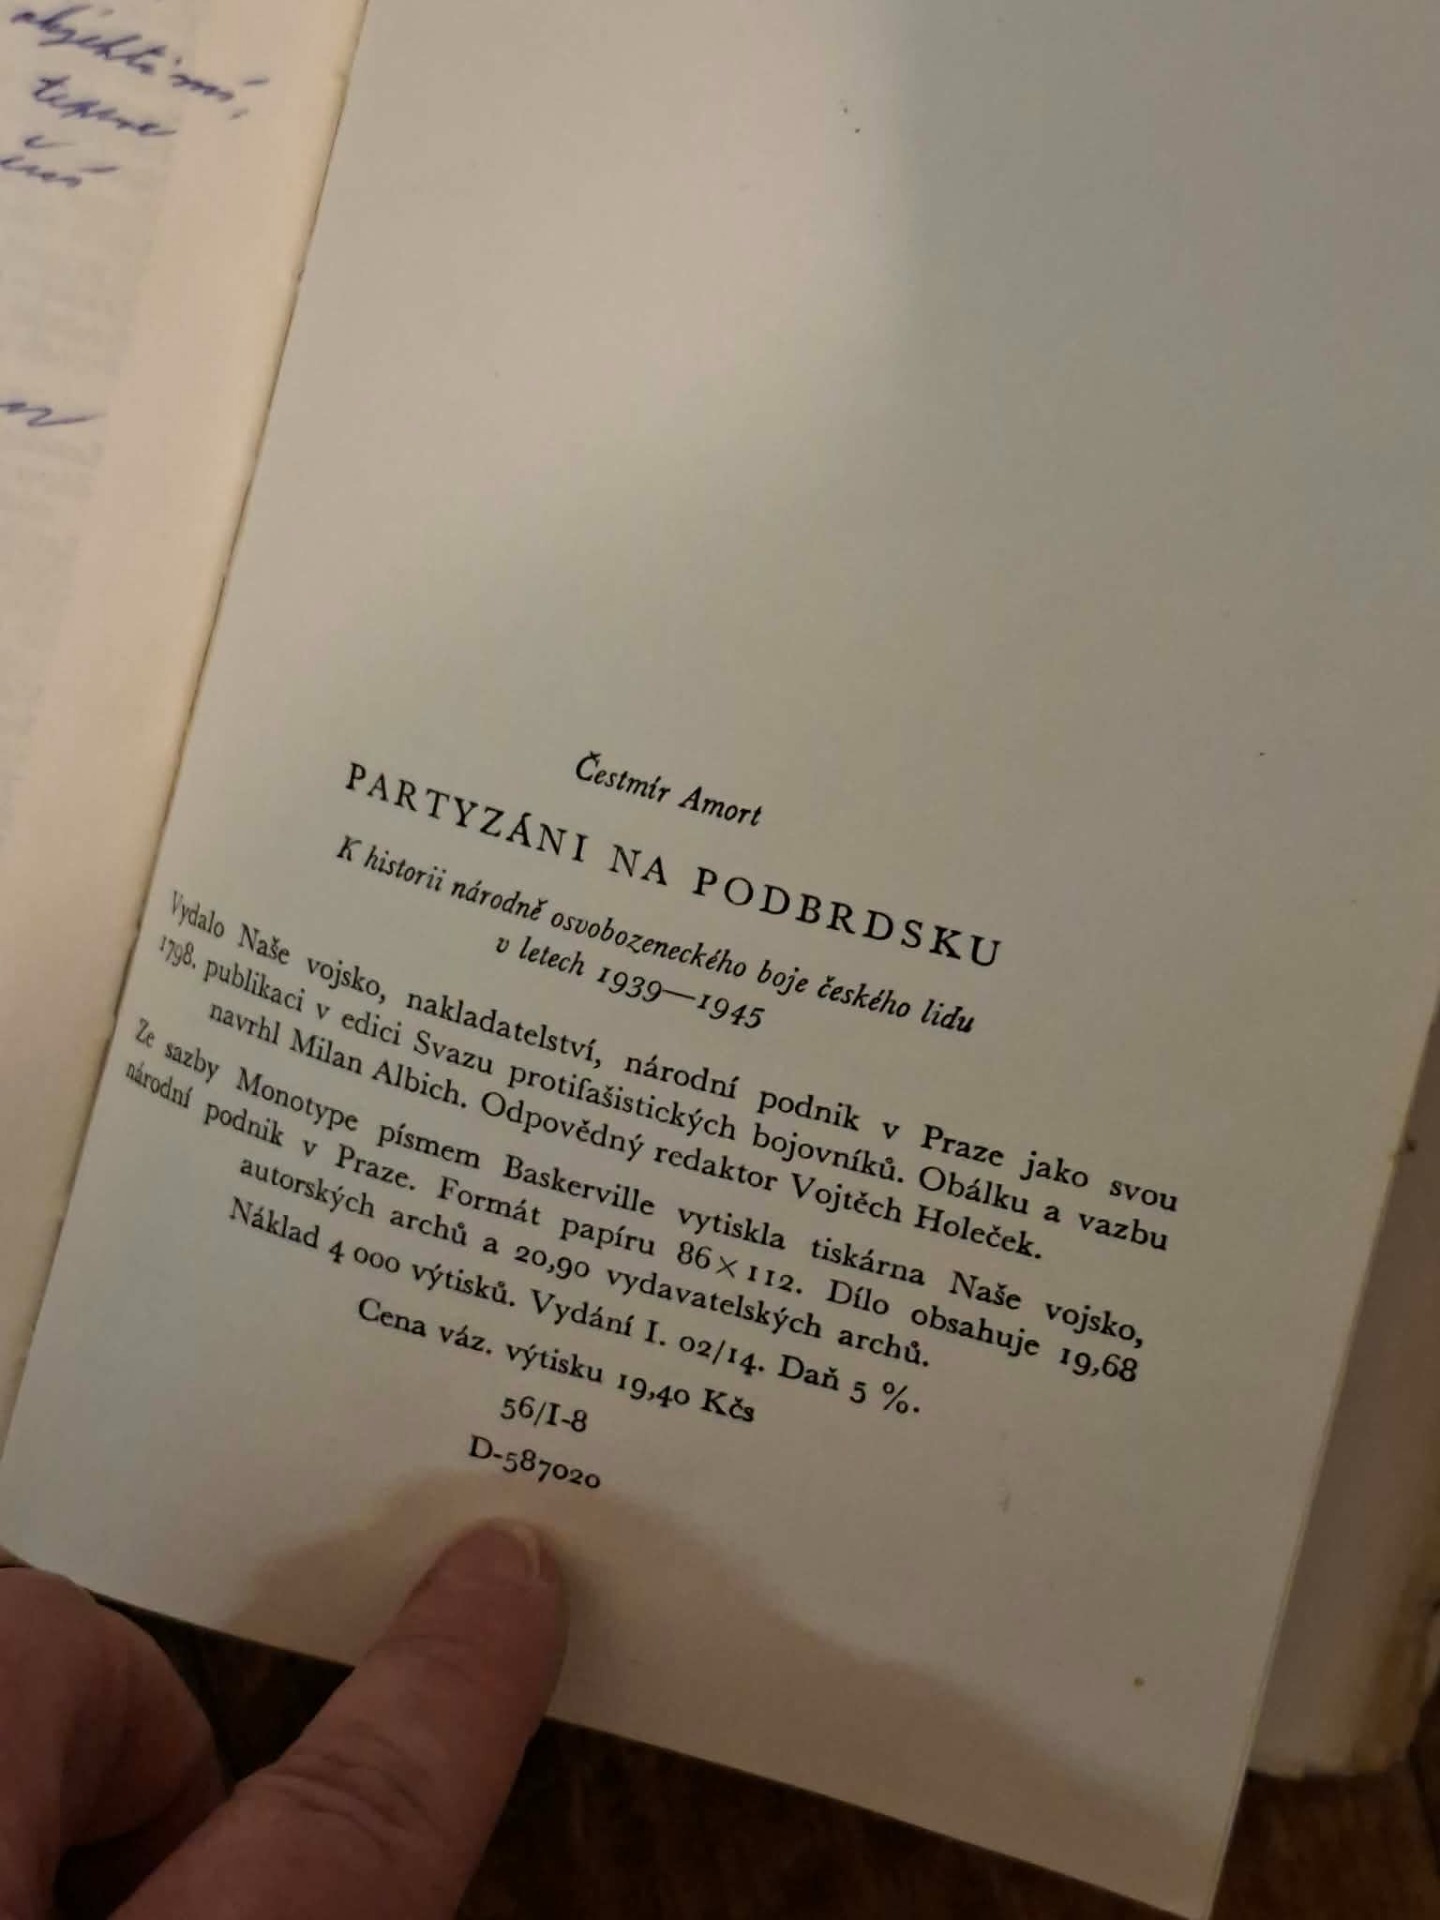 tepme
Čestmír Amort
PARTYZÁNI NA PODBRDSKU
K historii národně osvobozeneckého boje českého lidu
v letech 1939—1945
Vydalo Naše vojsko, nakladatelství, národní podnik v Praze jako svou
1798. publikaci v edici Svazu protifašistických bojovníků. Obálku a vazbu
navrhl Milan Albich. Odpovědný redaktor Vojtěch Holeček.
Ze sazby Monotype písmem Baskerville vytiskla tiskárna Naše vojsko,
národní podnik v Praze. Formát papíru 86×112. Dílo obsahuje 19,68
autorských archů a 20,90 vydavatelských archů.
Náklad 4 000 výtisků. Vydání I. 02/14. Daň 5 %.
Cena váz. výtisku 19,40 Kčs
56/I-8
D-587020